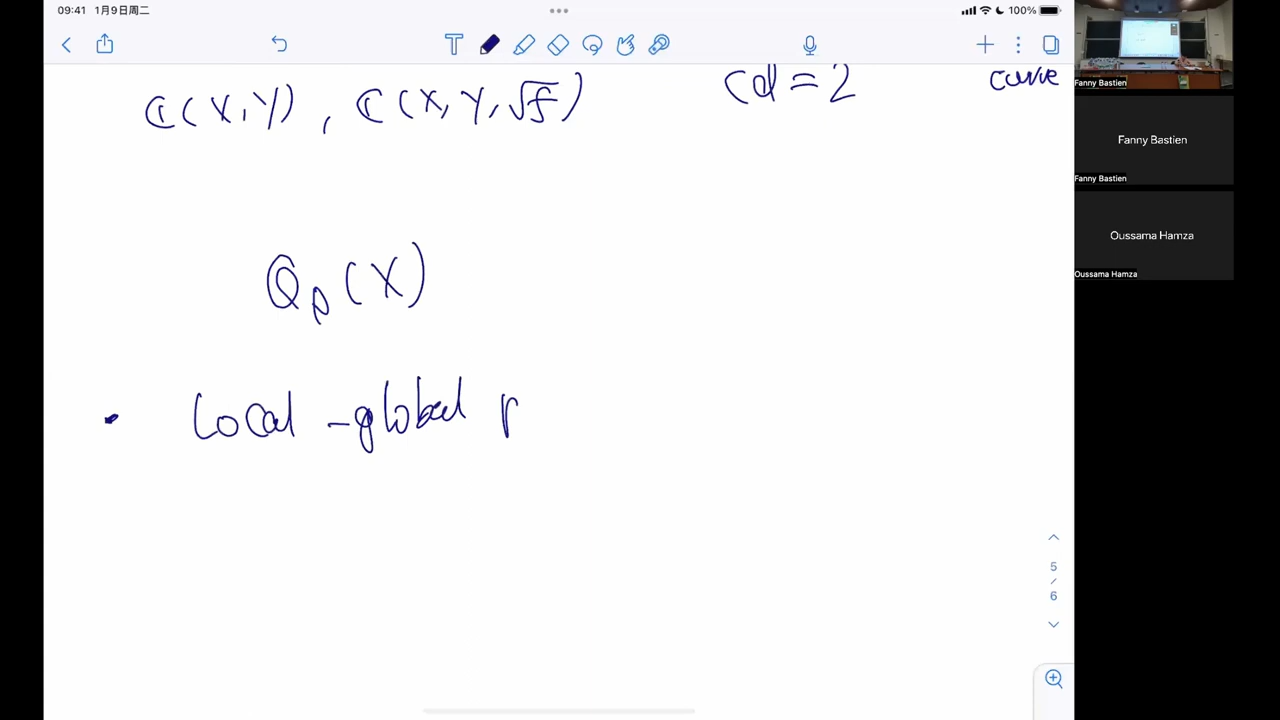 09:41 1月9日周二
100%
cd = 2
curve
ℂ(X,Y), ℂ(X,Y,√f)
ℚ_p(X)
• Local-global p
5
/
6
Fanny Bastien
Fanny Bastien
Fanny Bastien
Oussama Hamza
Oussama Hamza